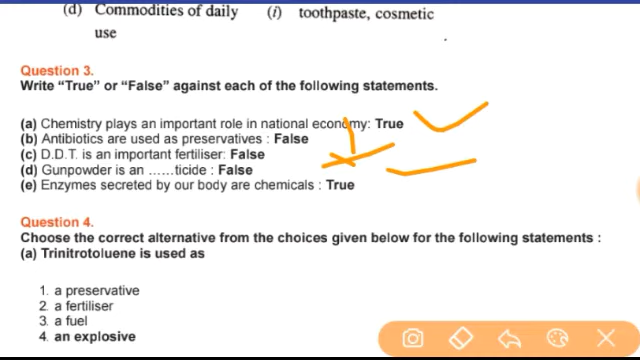 (d) Commodities of daily (i) toothpaste, cosmetic
use
Question 3.
Write “True” or “False” against each of the following statements.
(a) Chemistry plays an important role in national economy: True
(b) Antibiotics are used as preservatives : False
(c) D.D.T. is an important fertiliser: False
(d) Gunpowder is an ......ticide : False
(e) Enzymes secreted by our body are chemicals : True
Question 4.
Choose the correct alternative from the choices given below for the following statements :
(a) Trinitrotoluene is used as
1. a preservative
2. a fertiliser
3. a fuel
4. an explosive